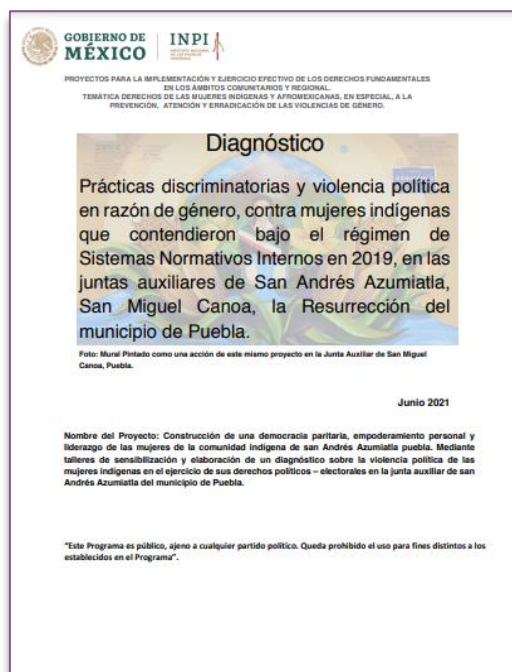 GOBIERNO DE
MÉXICO
INPI
PROYECTOS PARA LA IMPLEMENTACIÓN Y EJERCICIO EFECTIVO DE LOS DERECHOS FUNDAMENTALES
EN LOS ÁMBITOS COMUNITARIOS Y REGIONAL.
TEMÁTICA DERECHOS DE LAS MUJERES INDÍGENAS Y AFROMEXICANAS, EN ESPECIAL, A LA
PREVENCIÓN, ATENCIÓN Y ERRADICACIÓN DE LAS VIOLENCIAS DE GÉNERO.
Diagnóstico
Prácticas discriminatorias y violencia política
en razón de género, contra mujeres indígenas
que contendieron bajo el régimen de
Sistemas Normativos Internos en 2019, en las
juntas auxiliares de San Andrés Azumiatla,
San Miguel Canoa, la Resurrección del
municipio de Puebla.
Foto: Mural Pintado como una acción de este mismo proyecto en la Junta Auxiliar de San Miguel
Canoa, Puebla.
Junio 2021
Nombre del Proyecto: Construcción de una democracia paritaria, empoderamiento personal y
liderazgo de las mujeres de la comunidad indígena de san Andrés Azumiatla puebla. Mediante
talleres de sensibilización y elaboración de un diagnóstico sobre la violencia política de las
mujeres indígenas en el ejercicio de sus derechos políticos – electorales en la junta auxiliar de san
Andrés Azumiatla del municipio de Puebla.
"Este Programa es público, ajeno a cualquier partido político. Queda prohibido el uso para fines distintos a los
establecidos en el Programa".